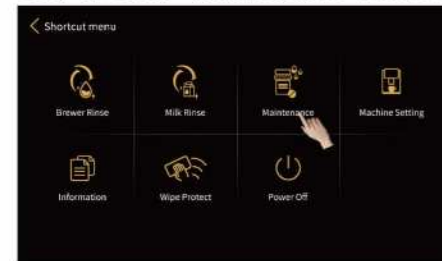 Shortcut menu
Brewer Rinse
Milk Rinse
Maintenance
Machine Setting
Information
Wipe Protect
Power Off